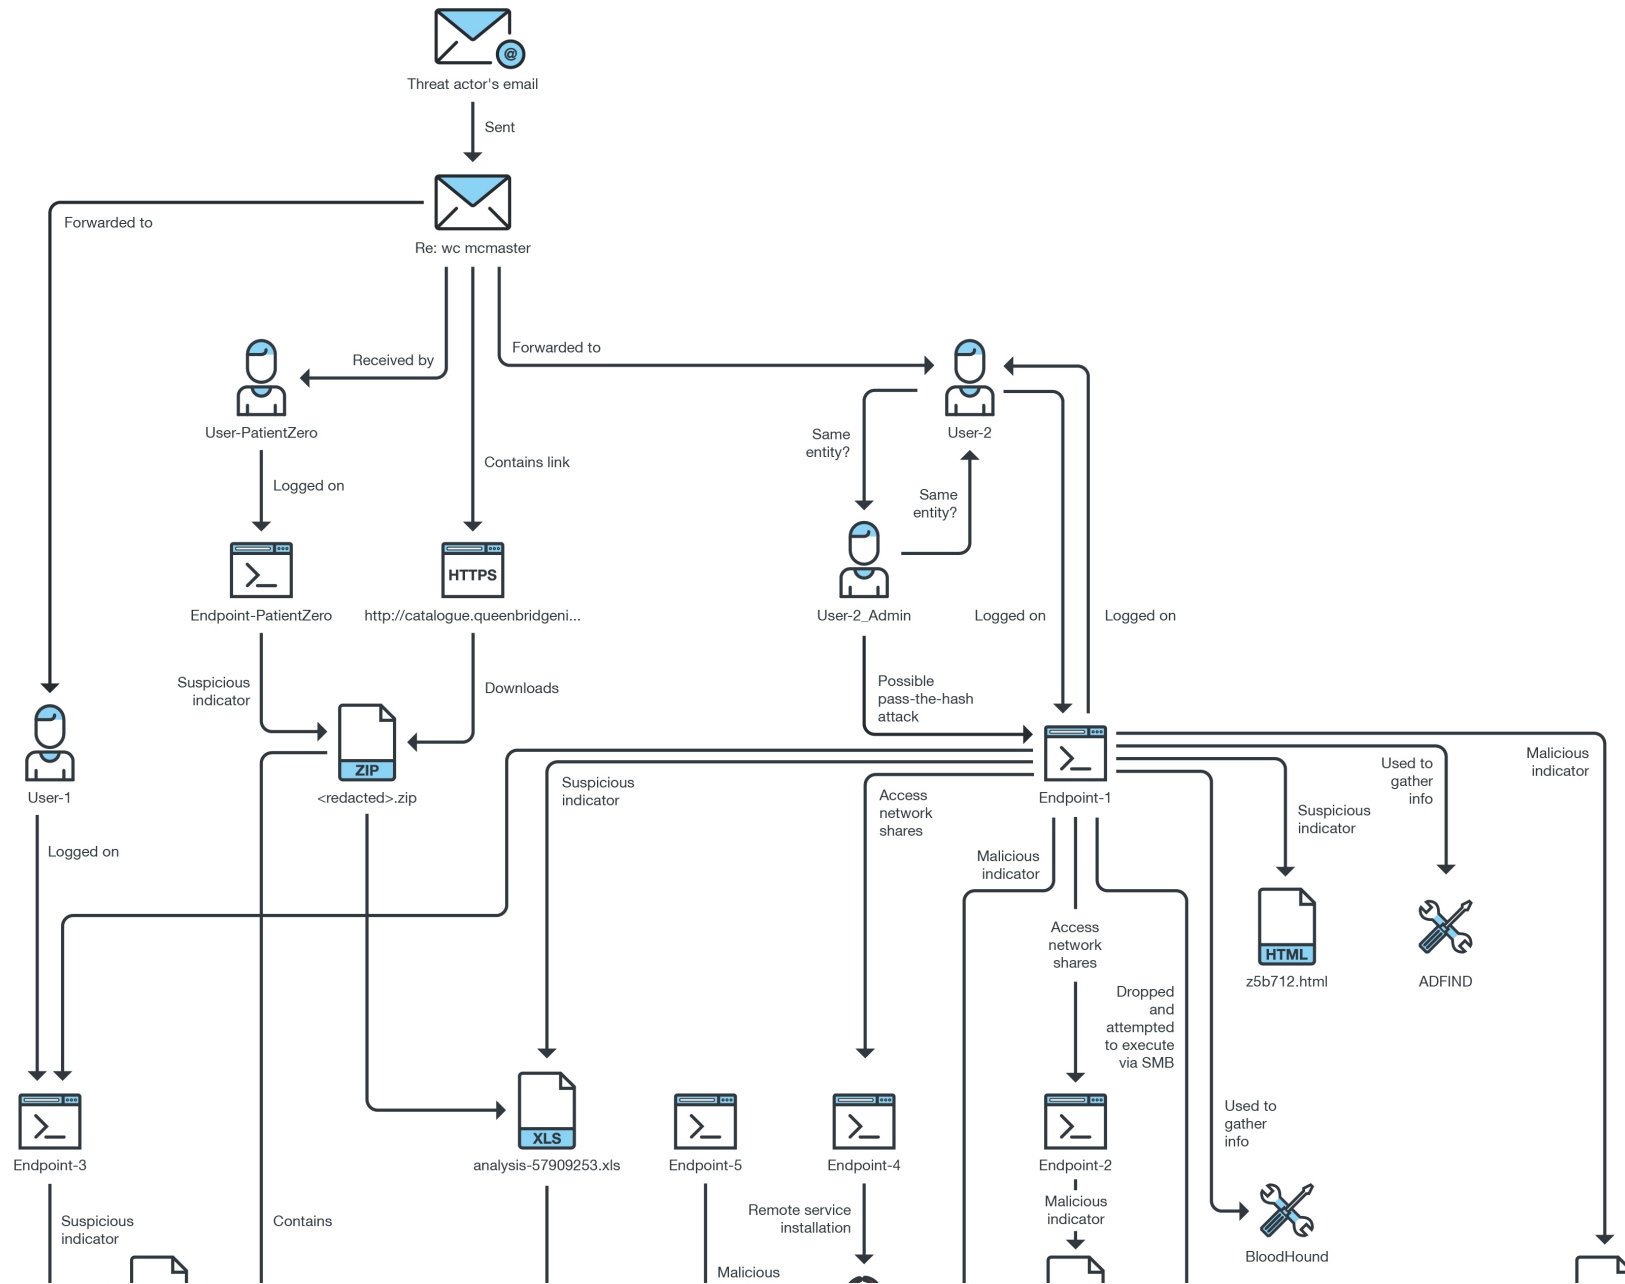 @
Threat actor's email
Sent
Forwarded to
Re: wc mcmaster
Received by
Forwarded to
User-PatientZero
User-2
Same
entity?
Contains link
Logged on
Same
entity?
HTTPS
Endpoint-PatientZero
http://catalogue.queenbridgeni...
User-2_Admin
Logged on
Logged on
Suspicious
indicator
Downloads
Possible
pass-the-hash
attack
ZIP
User-1
<redacted>.zip
Suspicious
indicator
Access
network
shares
Endpoint-1
Suspicious
indicator
Used to
gather
info
Malicious
indicator
Logged on
Malicious
indicator
Access
network
shares
HTML
z5b712.html
ADFIND
Dropped
and
attempted
to execute
via SMB
XLS
Endpoint-3
analysis-57909253.xls
Endpoint-5
Endpoint-4
Endpoint-2
Used to
gather
info
Suspicious
indicator
Contains
Remote service
installation
Malicious
indicator
BloodHound
Malicious